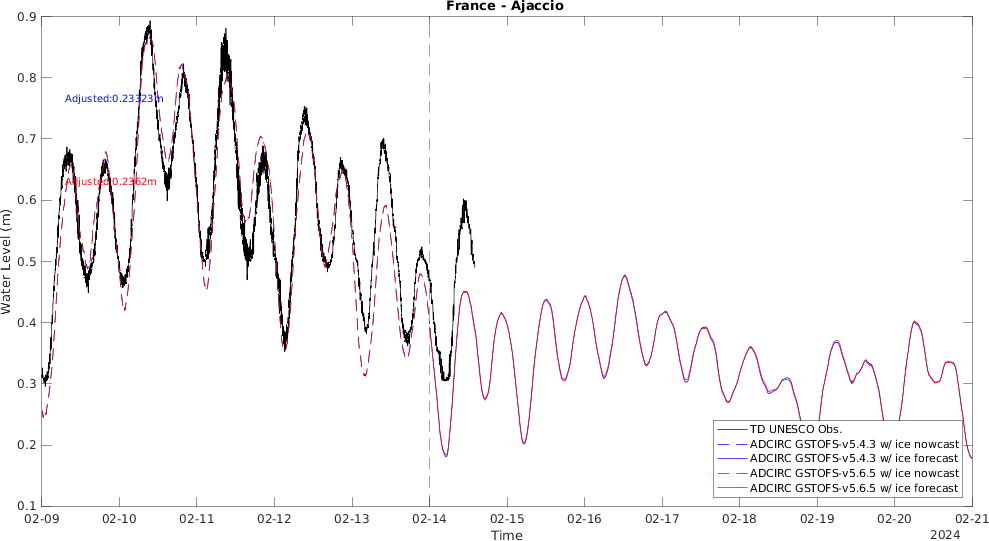 France - Ajaccio
0.9
0.8
0.7
0.6
0.5
0.4
0.3
0.2
0.1
Water Level (m)
Adjusted:0.23323m
Adjusted:0.2362m
TD UNESCO Obs.
ADCIRC GSTOFS-v5.4.3 w/ ice nowcast
ADCIRC GSTOFS-v5.4.3 w/ ice forecast
ADCIRC GSTOFS-v5.6.5 w/ ice nowcast
ADCIRC GSTOFS-v5.6.5 w/ ice forecast
02-09 02-10 02-11 02-12 02-13 02-14 02-15 02-16 02-17 02-18 02-19 02-20 02-21
Time
2024